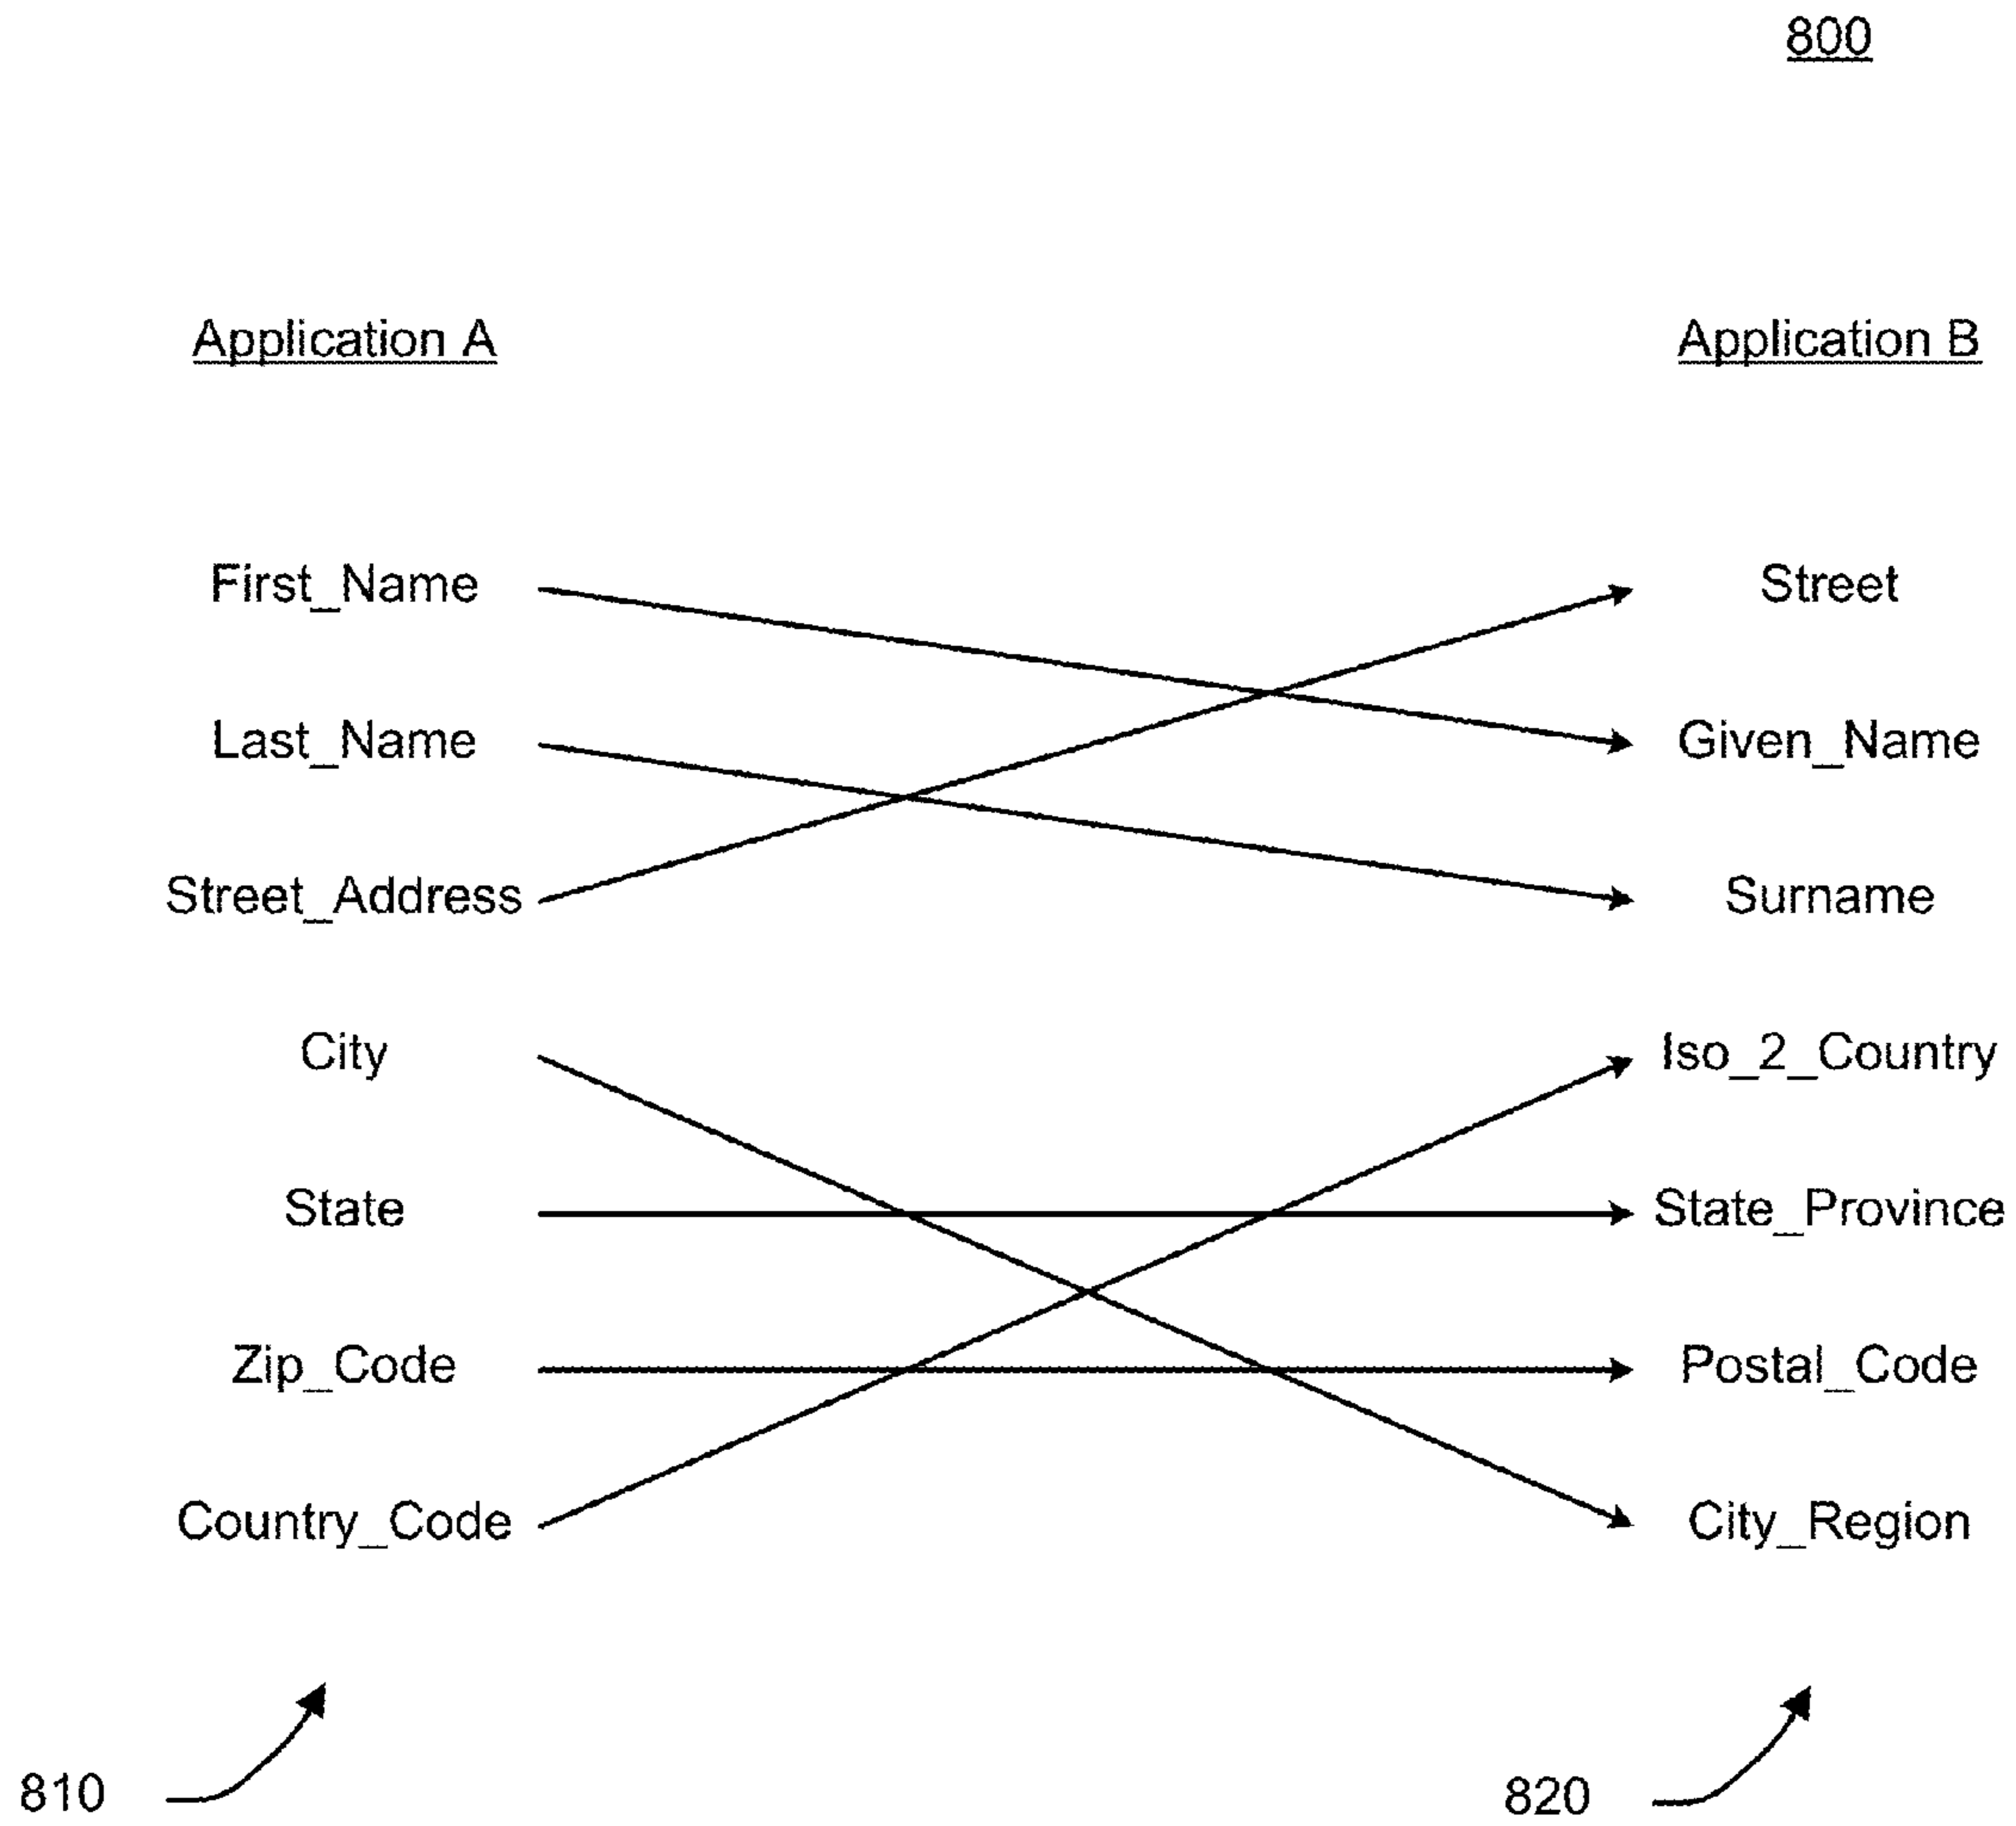 800
Application A Application B
First_Name Street
Last_Name Given_Name
Street_Address Surname
City Iso_2_Country
State State_Province
Zip_Code Postal_Code
Country_Code City_Region
810 820